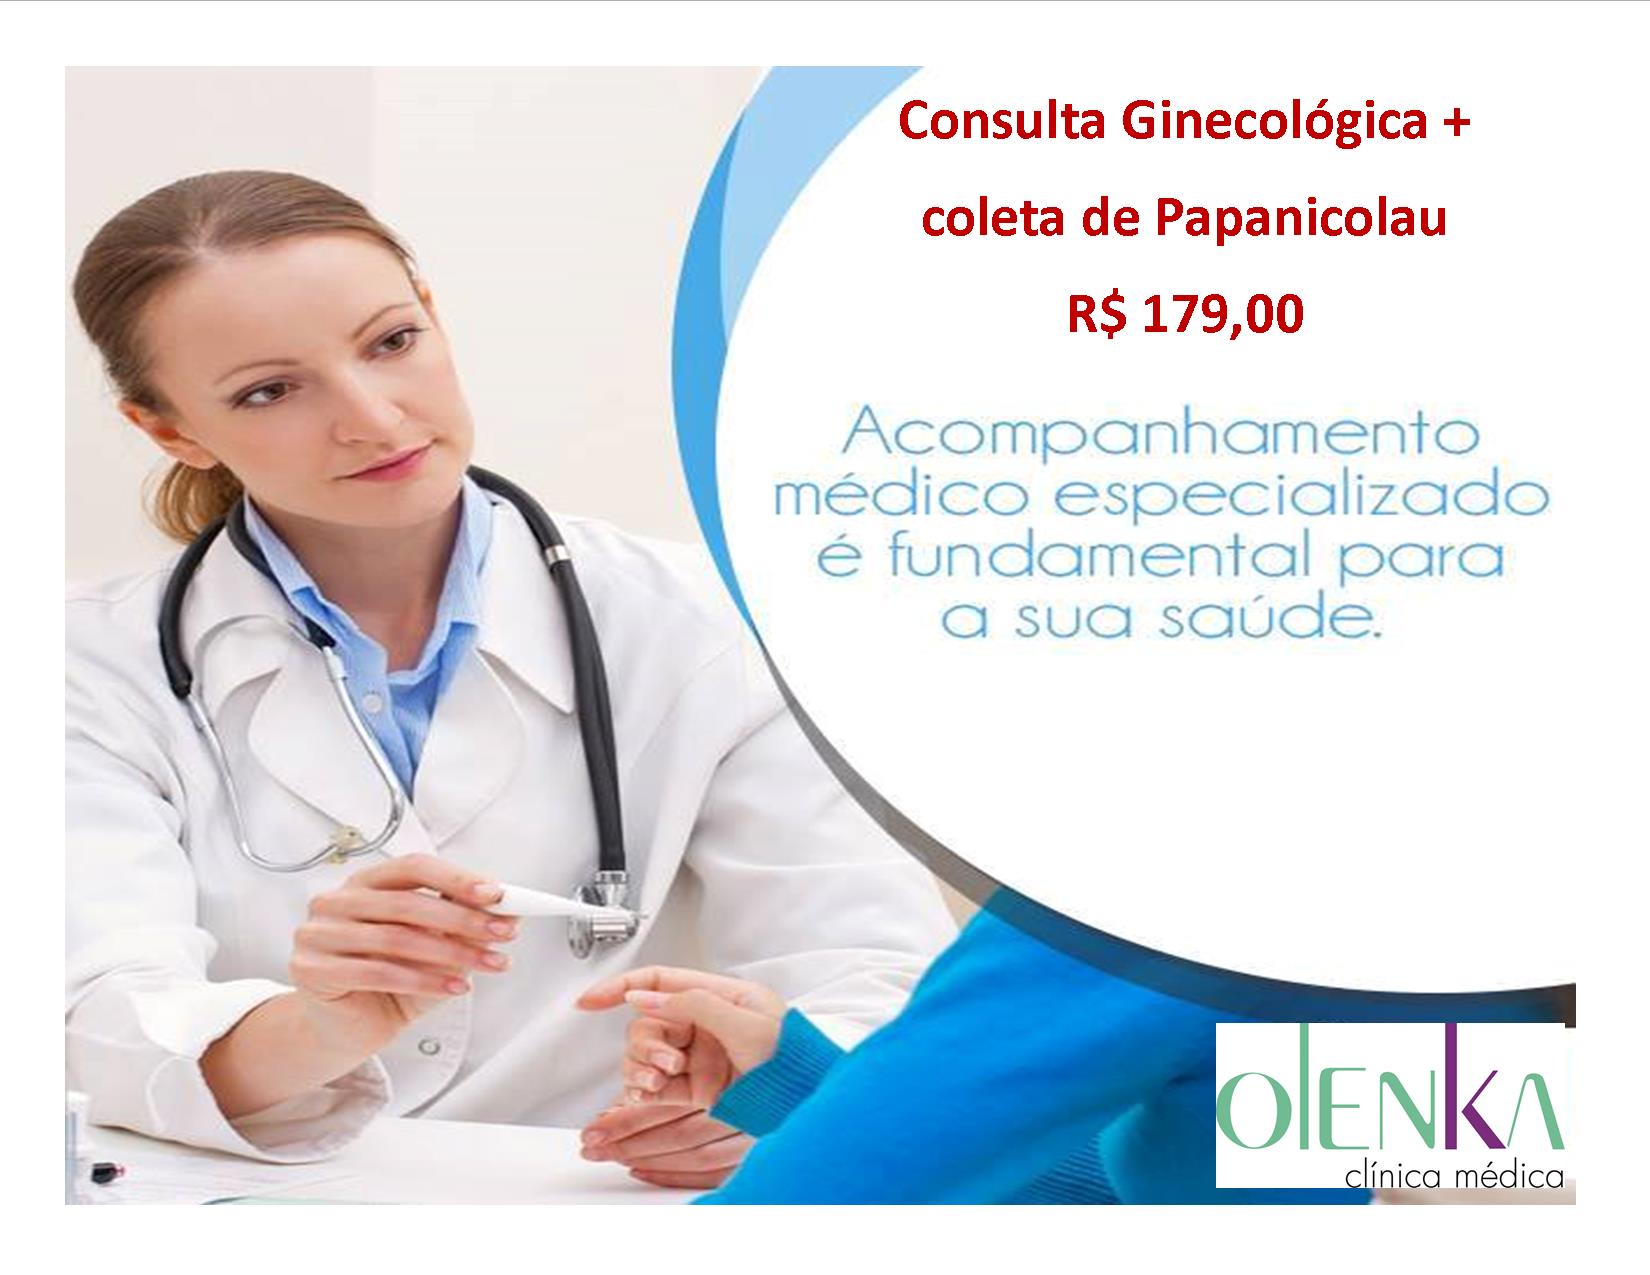 Consulta Ginecológica +
coleta de Papanicolau
R$ 179,00
Acompanhamento
médico especializado
é fundamental para
a sua saúde.
OlENKA
clínica médica